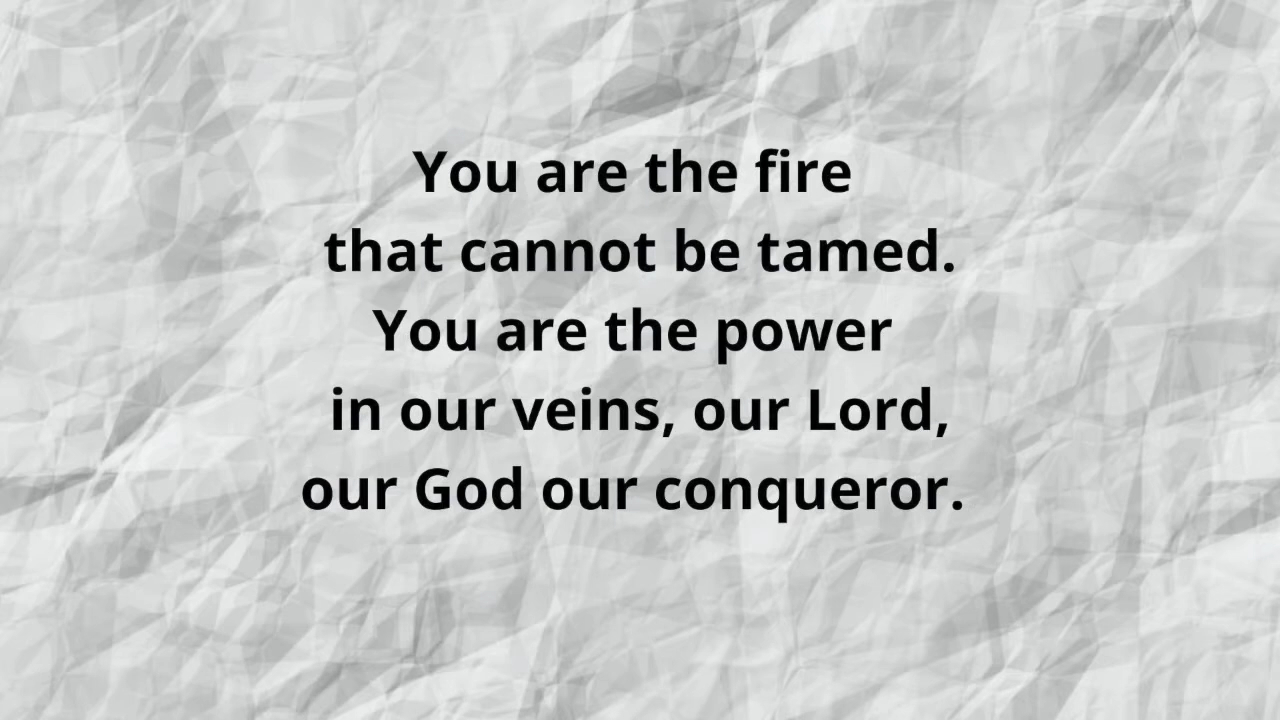 You are the fire
that cannot be tamed.
You are the power
in our veins, our Lord,
our God our conqueror.